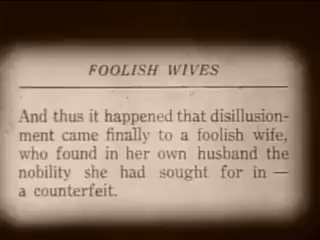 FOOLISH WIVES
And thus it happened that disillusion-
ment came finally to a foolish wife,
who found in her own husband the
nobility she had sought for in —
a counterfeit.